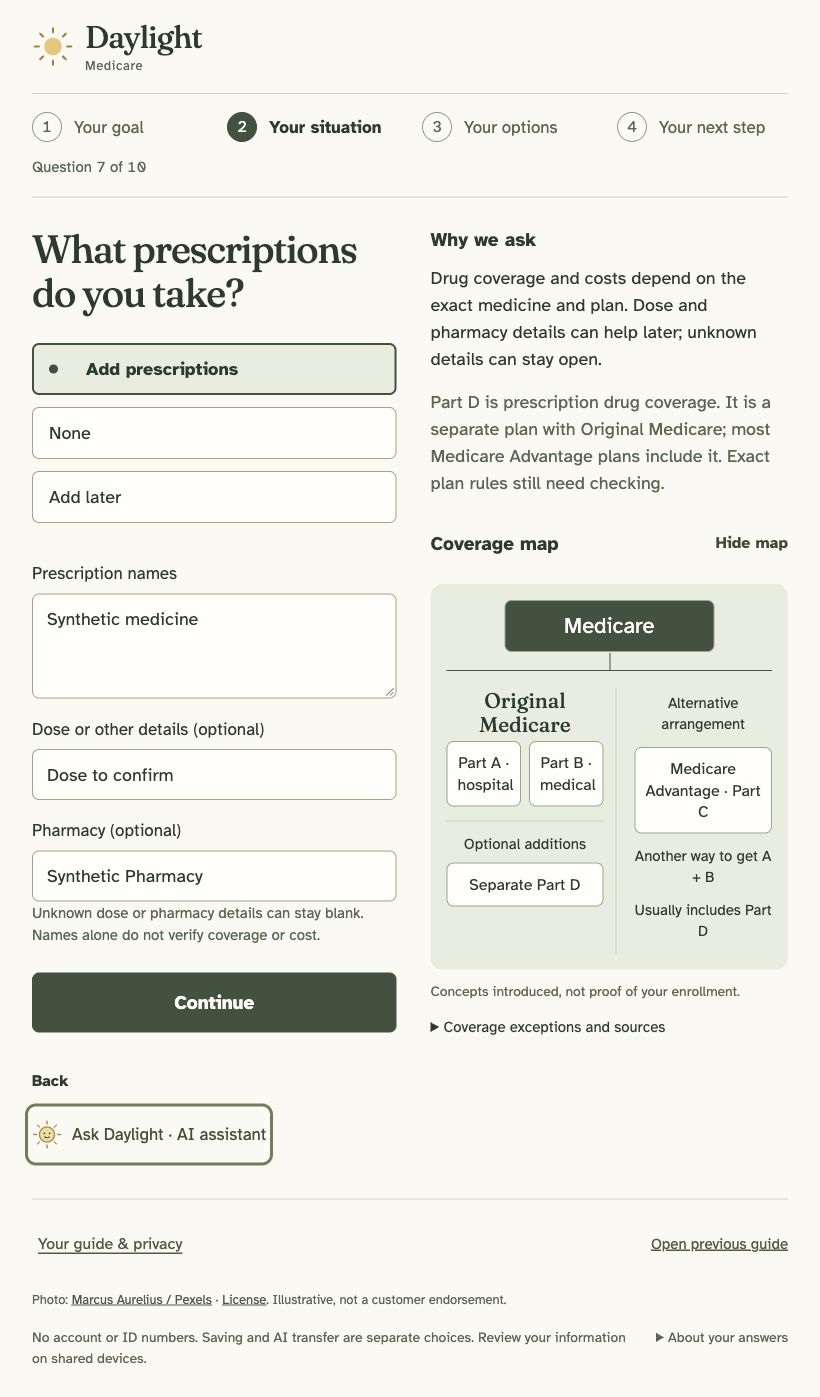 Daylight
Medicare
1 Your goal
2 Your situation
3 Your options
4 Your next step
Question 7 of 10
What prescriptions
do you take?
Add prescriptions
None
Add later
Prescription names
Synthetic medicine
Dose or other details (optional)
Dose to confirm
Pharmacy (optional)
Synthetic Pharmacy
Unknown dose or pharmacy details can stay blank.
Names alone do not verify coverage or cost.
Continue
Back
Ask Daylight · AI assistant
Why we ask
Drug coverage and costs depend on the
exact medicine and plan. Dose and
pharmacy details can help later; unknown
details can stay open.
Part D is prescription drug coverage. It is a
separate plan with Original Medicare; most
Medicare Advantage plans include it. Exact
plan rules still need checking.
Coverage map
Hide map
Medicare
Original
Medicare
Part A ·
hospital
Part B ·
medical
Optional additions
Separate Part D
Alternative
arrangement
Medicare
Advantage · Part
C
Another way to get A
+ B
Usually includes Part
D
Concepts introduced, not proof of your enrollment.
Coverage exceptions and sources
Your guide & privacy
Open previous guide
Photo: Marcus Aurelius / Pexels · License. Illustrative, not a customer endorsement.
No account or ID numbers. Saving and AI transfer are separate choices. Review your information
on shared devices.
About your answers